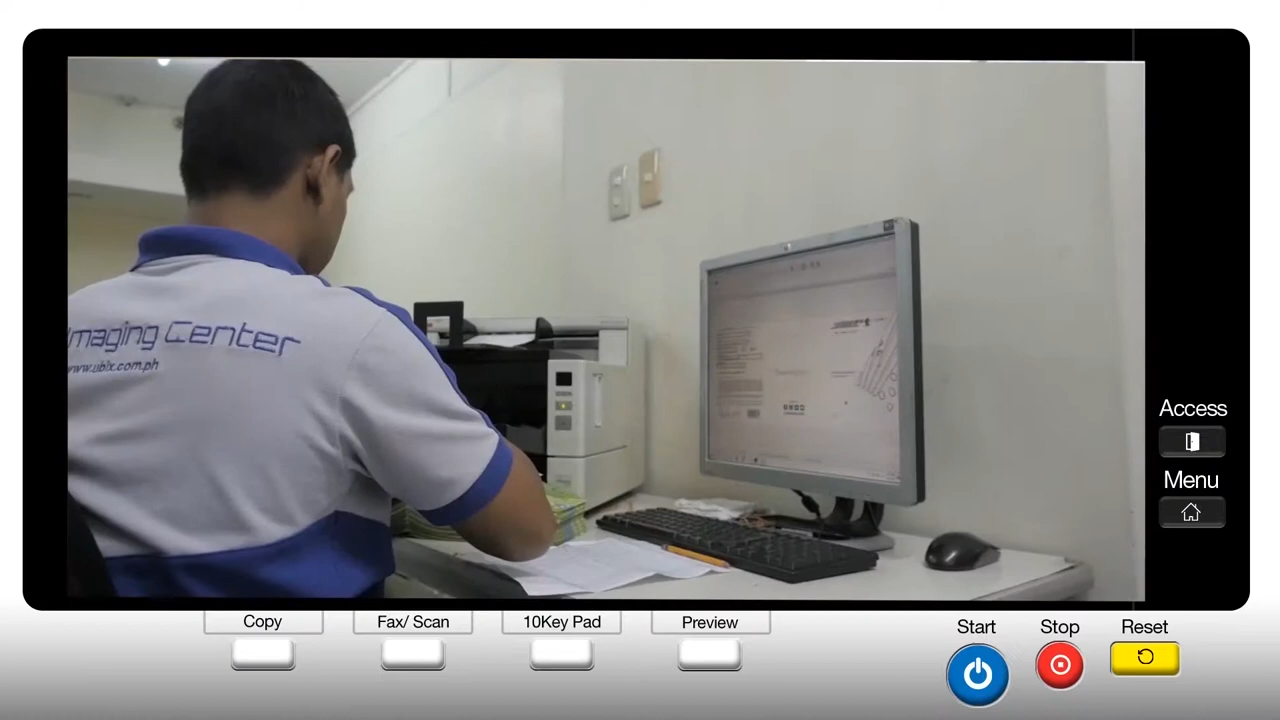 Imaging Center
www.ubix.com.ph
Access
Menu
Copy
Fax/ Scan
10Key Pad
Preview
Start
Stop
Reset